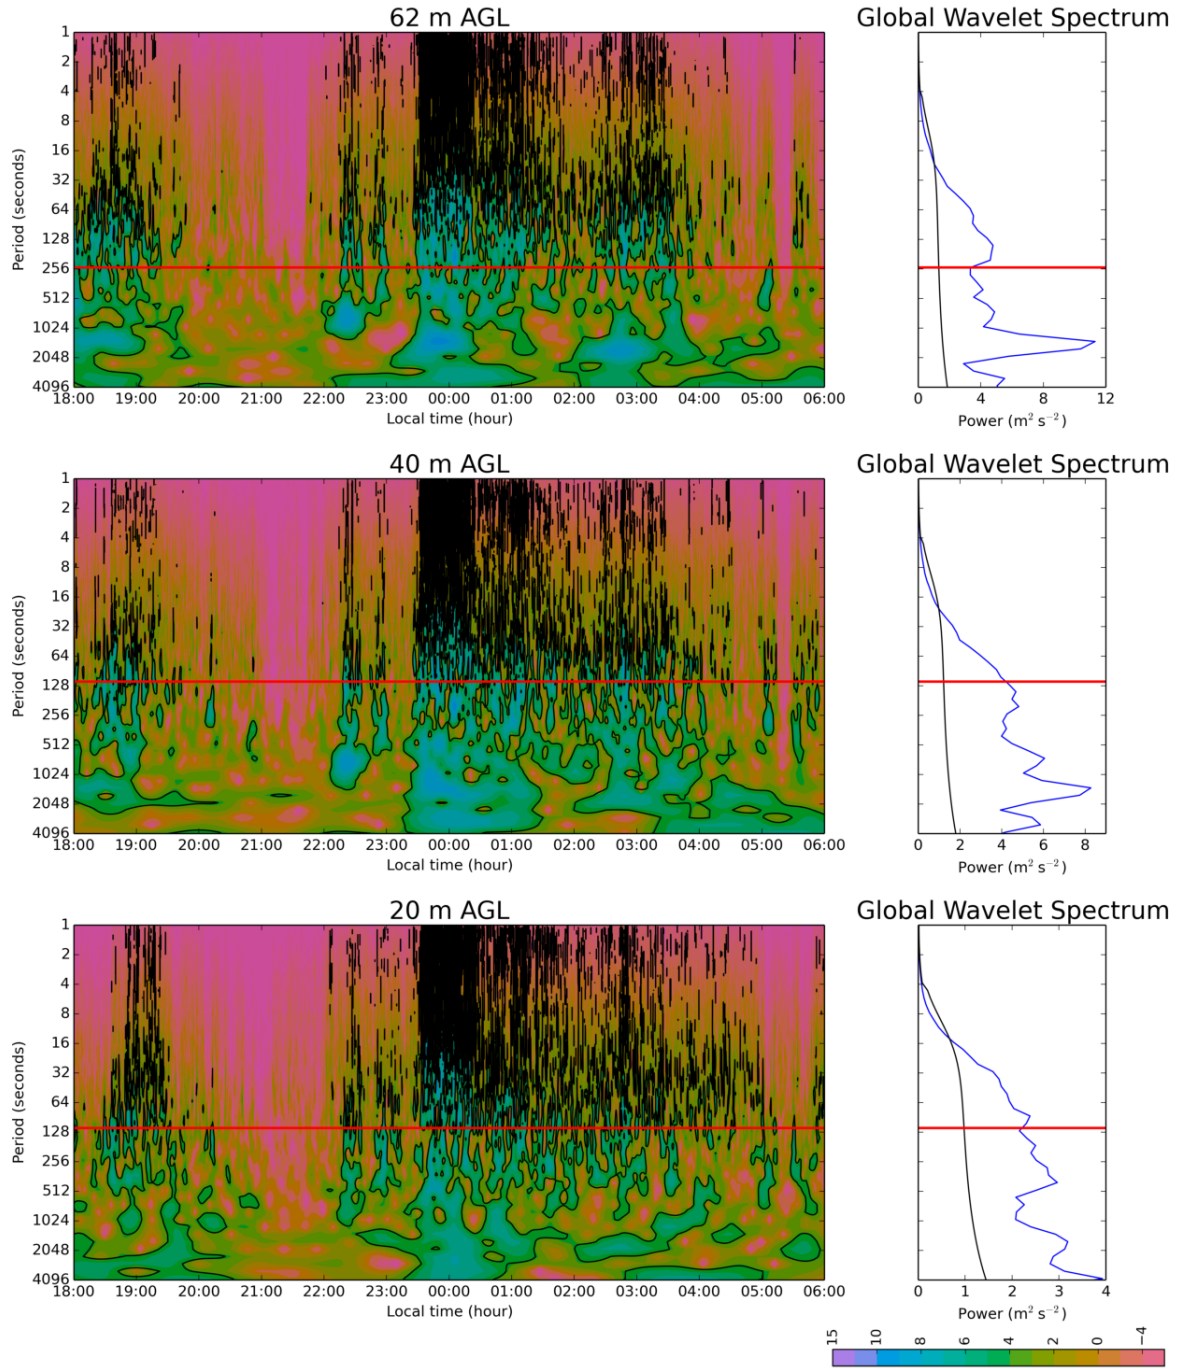 62 m AGL
Global Wavelet Spectrum
1
2
4
8
16
32
64
128
256
512
1024
2048
4096
Period (seconds)
18:00 19:00 20:00 21:00 22:00 23:00 00:00 01:00 02:00 03:00 04:00 05:00 06:00
Local time (hour)
0 4 8 12
Power (m² s⁻²)
40 m AGL
Global Wavelet Spectrum
1
2
4
8
16
32
64
128
256
512
1024
2048
4096
Period (seconds)
18:00 19:00 20:00 21:00 22:00 23:00 00:00 01:00 02:00 03:00 04:00 05:00 06:00
Local time (hour)
0 2 4 6 8
Power (m² s⁻²)
20 m AGL
Global Wavelet Spectrum
1
2
4
8
16
32
64
128
256
512
1024
2048
4096
Period (seconds)
18:00 19:00 20:00 21:00 22:00 23:00 00:00 01:00 02:00 03:00 04:00 05:00 06:00
Local time (hour)
0 1 2 3 4
Power (m² s⁻²)
15 10 8 6 4 2 0 −4